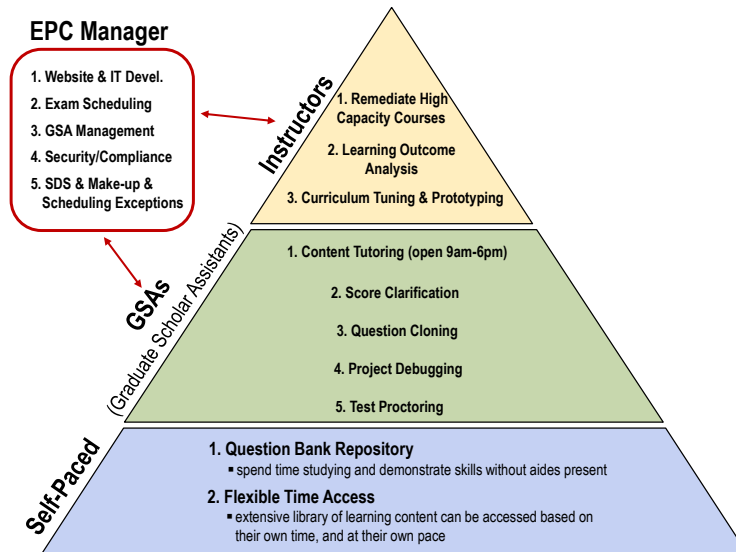 EPC Manager
1. Website & IT Devel.
2. Exam Scheduling
3. GSA Management
4. Security/Compliance
5. SDS & Make-up &
Scheduling Exceptions
Instructors
1. Remediate High
Capacity Courses
2. Learning Outcome
Analysis
3. Curriculum Tuning & Prototyping
GSAs
(Graduate Scholar Assistants)
1. Content Tutoring (open 9am-6pm)
2. Score Clarification
3. Question Cloning
4. Project Debugging
5. Test Proctoring
Self-Paced
1. Question Bank Repository
▪ spend time studying and demonstrate skills without aides present
2. Flexible Time Access
▪ extensive library of learning content can be accessed based on
their own time, and at their own pace